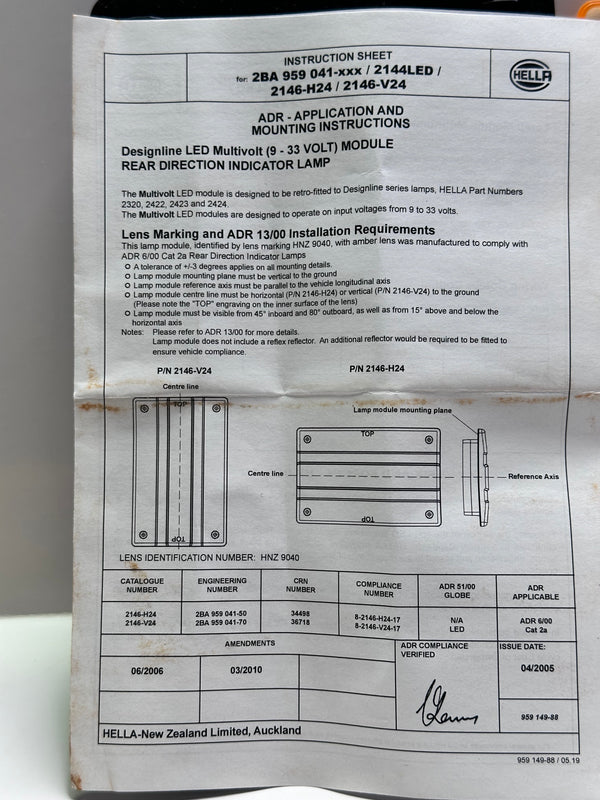 INSTRUCTION SHEET
for: 2BA 959 041-xxx / 2144LED /
2146-H24 / 2146-V24
HELLA
ADR - APPLICATION AND
MOUNTING INSTRUCTIONS
Designline LED Multivolt (9 - 33 VOLT) MODULE
REAR DIRECTION INDICATOR LAMP
The Multivolt LED module is designed to be retro-fitted to Designline series lamps, HELLA Part Numbers
2320, 2422, 2423 and 2424.
The Multivolt LED modules are designed to operate on input voltages from 9 to 33 volts.
Lens Marking and ADR 13/00 Installation Requirements
This lamp module, identified by lens marking HNZ 9040, with amber lens was manufactured to comply with
ADR 6/00 Cat 2a Rear Direction Indicator Lamps
O A tolerance of +/-3 degrees applies on all mounting details.
O Lamp module mounting plane must be vertical to the ground
O Lamp module reference axis must be parallel to the vehicle longitudinal axis
O Lamp module centre line must be horizontal (P/N 2146-H24) or vertical (P/N 2146-V24) to the ground
(Please note the "TOP" engraving on the inner surface of the lens)
O Lamp module must be visible from 45° inboard and 80° outboard, as well as from 15° above and below the
horizontal axis
Notes: Please refer to ADR 13/00 for more details.
Lamp module does not include a reflex reflector. An additional reflector would be required to be fitted to
ensure vehicle compliance.
P/N 2146-V24 P/N 2146-H24
Centre line
TOP
Lamp module mounting plane
TOP
Centre line
Reference Axis
TOP
TOP
LENS IDENTIFICATION NUMBER: HNZ 9040
CATALOGUE NUMBER ENGINEERING NUMBER CRN NUMBER COMPLIANCE NUMBER ADR 51/00 GLOBE ADR APPLICABLE
2146-H24 2BA 959 041-50 34498 8-2146-H24-17 N/A ADR 6/00
2146-V24 2BA 959 041-70 36718 8-2146-V24-17 LED Cat 2a
AMENDMENTS
ADR COMPLIANCE
VERIFIED
ISSUE DATE:
06/2006 03/2010
04/2005
959 149-88
HELLA-New Zealand Limited, Auckland
959 149-88 / 05.19